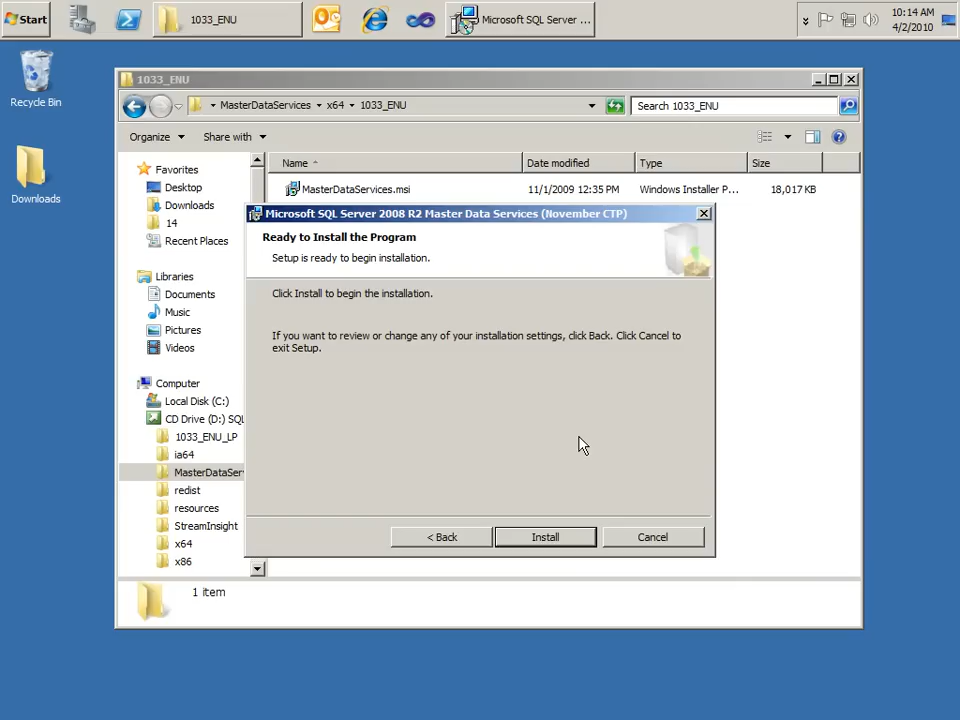 Start
1033_ENU
Microsoft SQL Server ...
10:14 AM
4/2/2010
Recycle Bin
Downloads
1033_ENU
MasterDataServices
x64
1033_ENU
Search 1033_ENU
Organize
Share with
Name
Date modified
Type
Size
MasterDataServices.msi
11/1/2009 12:35 PM
Windows Installer P...
18,017 KB
Favorites
Desktop
Downloads
14
Recent Places
Libraries
Documents
Music
Pictures
Videos
Computer
Local Disk (C:)
CD Drive (D:) SQL
1033_ENU_LP
ia64
MasterDataSer
redist
resources
StreamInsight
x64
x86
1 item
Microsoft SQL Server 2008 R2 Master Data Services (November CTP)
Ready to Install the Program
Setup is ready to begin installation.
Click Install to begin the installation.
If you want to review or change any of your installation settings, click Back. Click Cancel to
exit Setup.
< Back
Install
Cancel